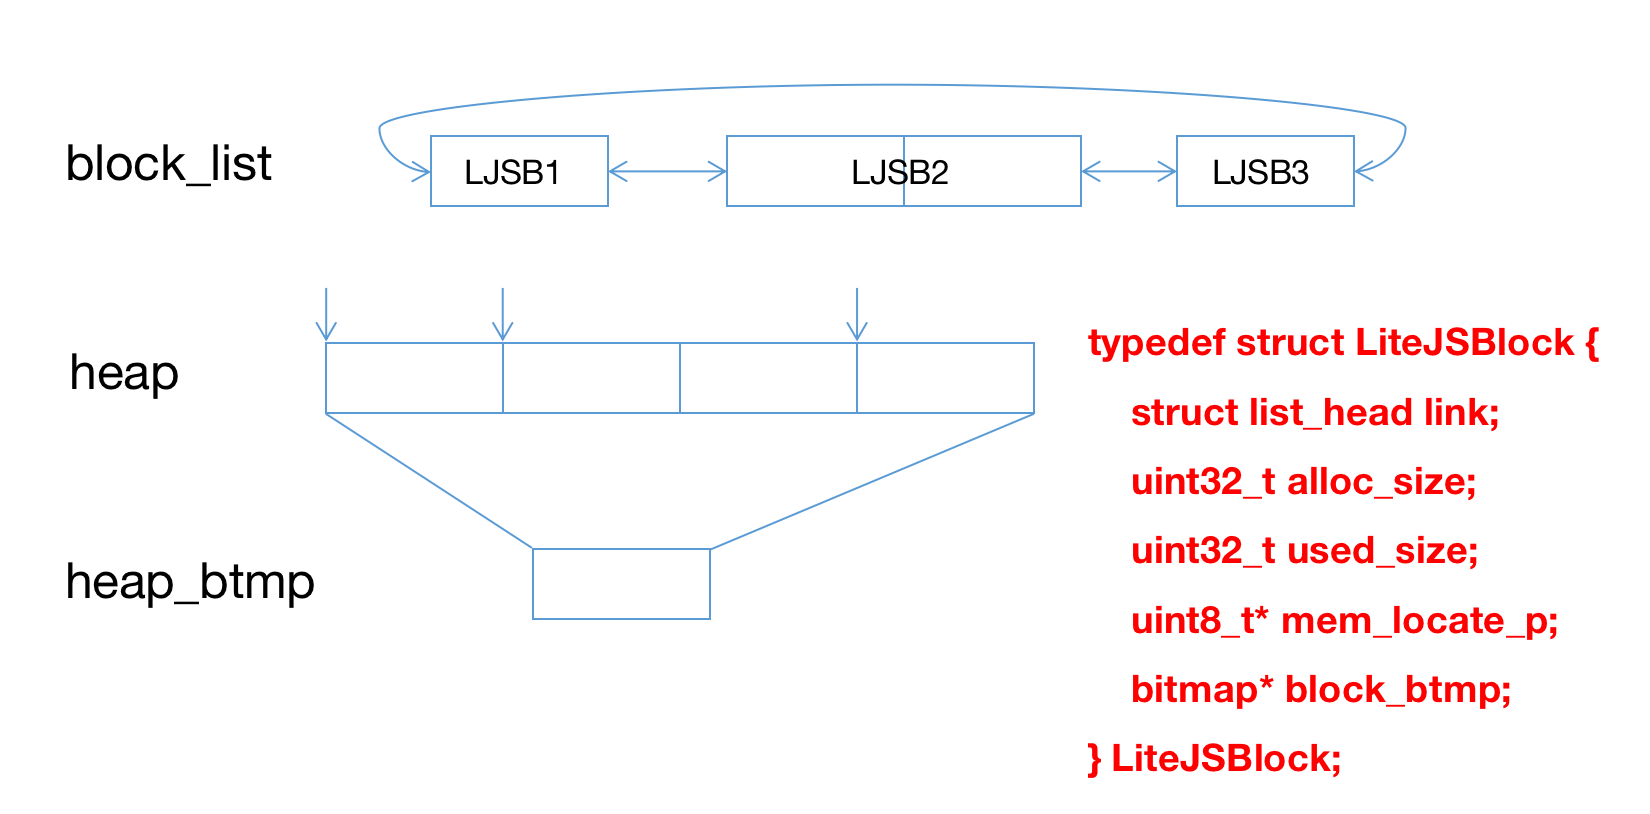 block_list
LJSB1
LJSB2
LJSB3
heap
heap_btmp
typedef struct LiteJSBlock {
struct list_head link;
uint32_t alloc_size;
uint32_t used_size;
uint8_t* mem_locate_p;
bitmap* block_btmp;
} LiteJSBlock;